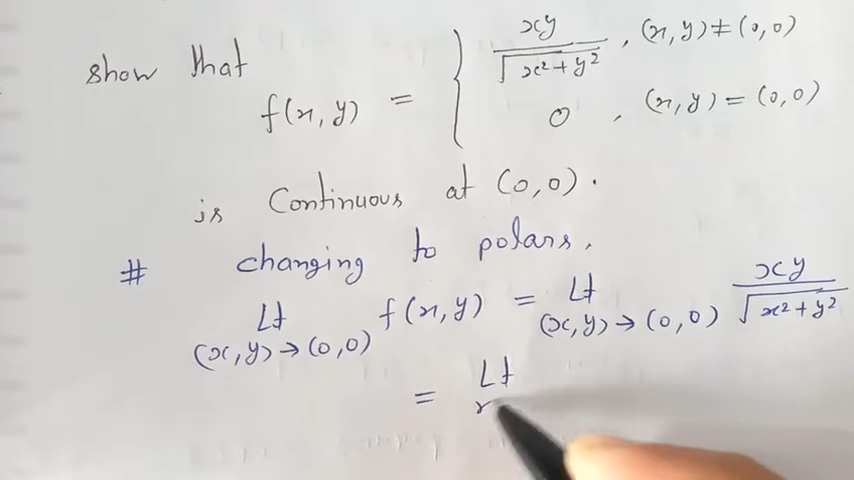 show that
f(x, y) = { xy / √x² + y² , (x, y) ≠ (0, 0)
0 , (x, y) = (0, 0)
is Continuous at (0, 0).
# changing to polars,
Lt (x, y) → (0, 0) f(x, y) = Lt (x, y) → (0, 0) xy / √x² + y²
= Lt r